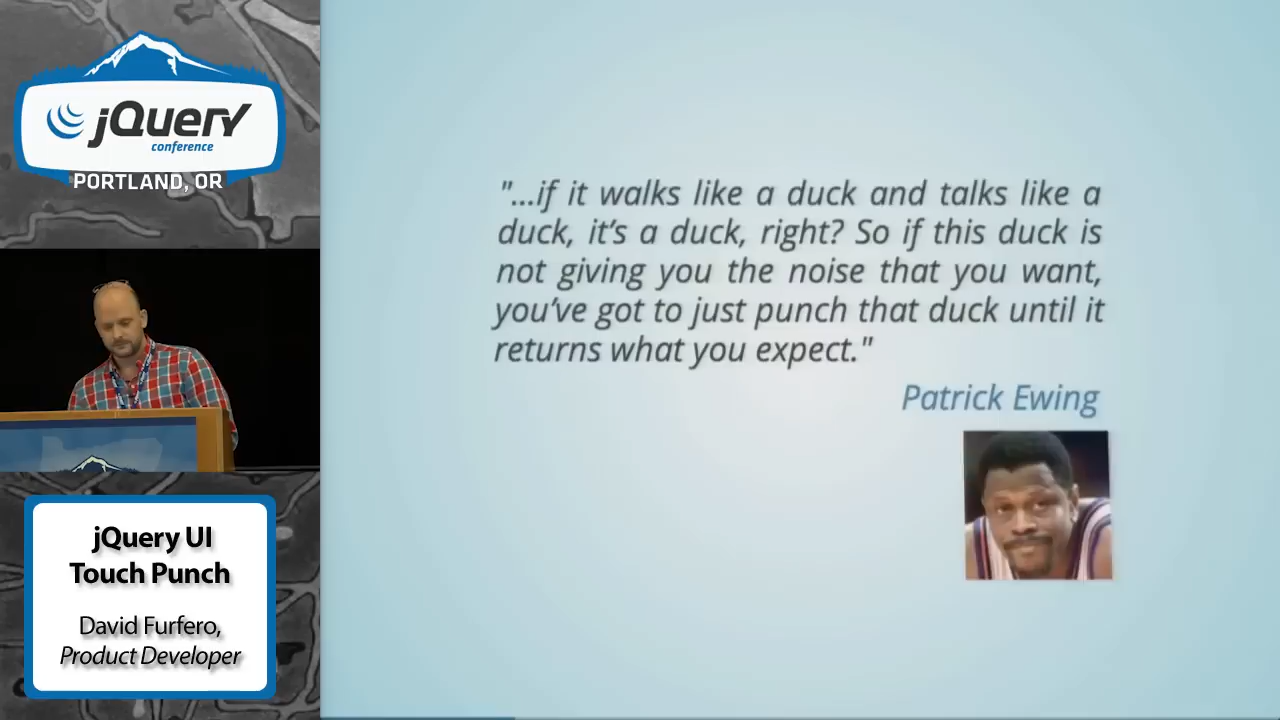 jQuery
conference
PORTLAND, OR
"...if it walks like a duck and talks like a
duck, it's a duck, right? So if this duck is
not giving you the noise that you want,
you've got to just punch that duck until it
returns what you expect."
Patrick Ewing
jQuery UI
Touch Punch
David Furfero,
Product Developer